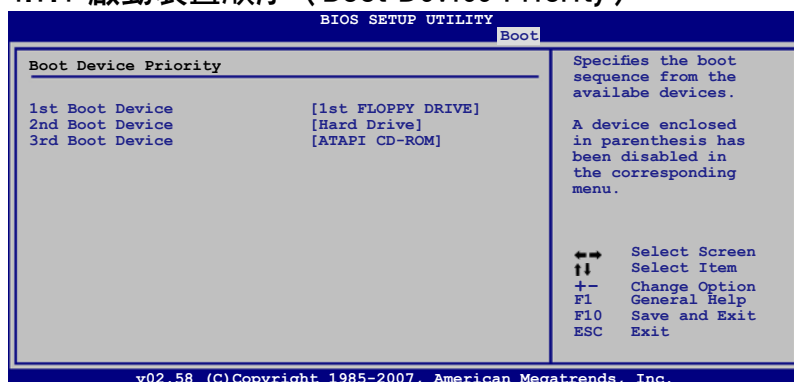 (Boot Device Priority)
BIOS SETUP UTILITY
Boot
Boot Device Priority
1st Boot Device [1st FLOPPY DRIVE]
2nd Boot Device [Hard Drive]
3rd Boot Device [ATAPI CD-ROM]
Specifies the boot
sequence from the
availabe devices.
A device enclosed
in parenthesis has
been disabled in
the corresponding
menu.
←→ Select Screen
↑↓ Select Item
+- Change Option
F1 General Help
F10 Save and Exit
ESC Exit
v02.58 (C)Copyright 1985-2007, American Megatrends, Inc.